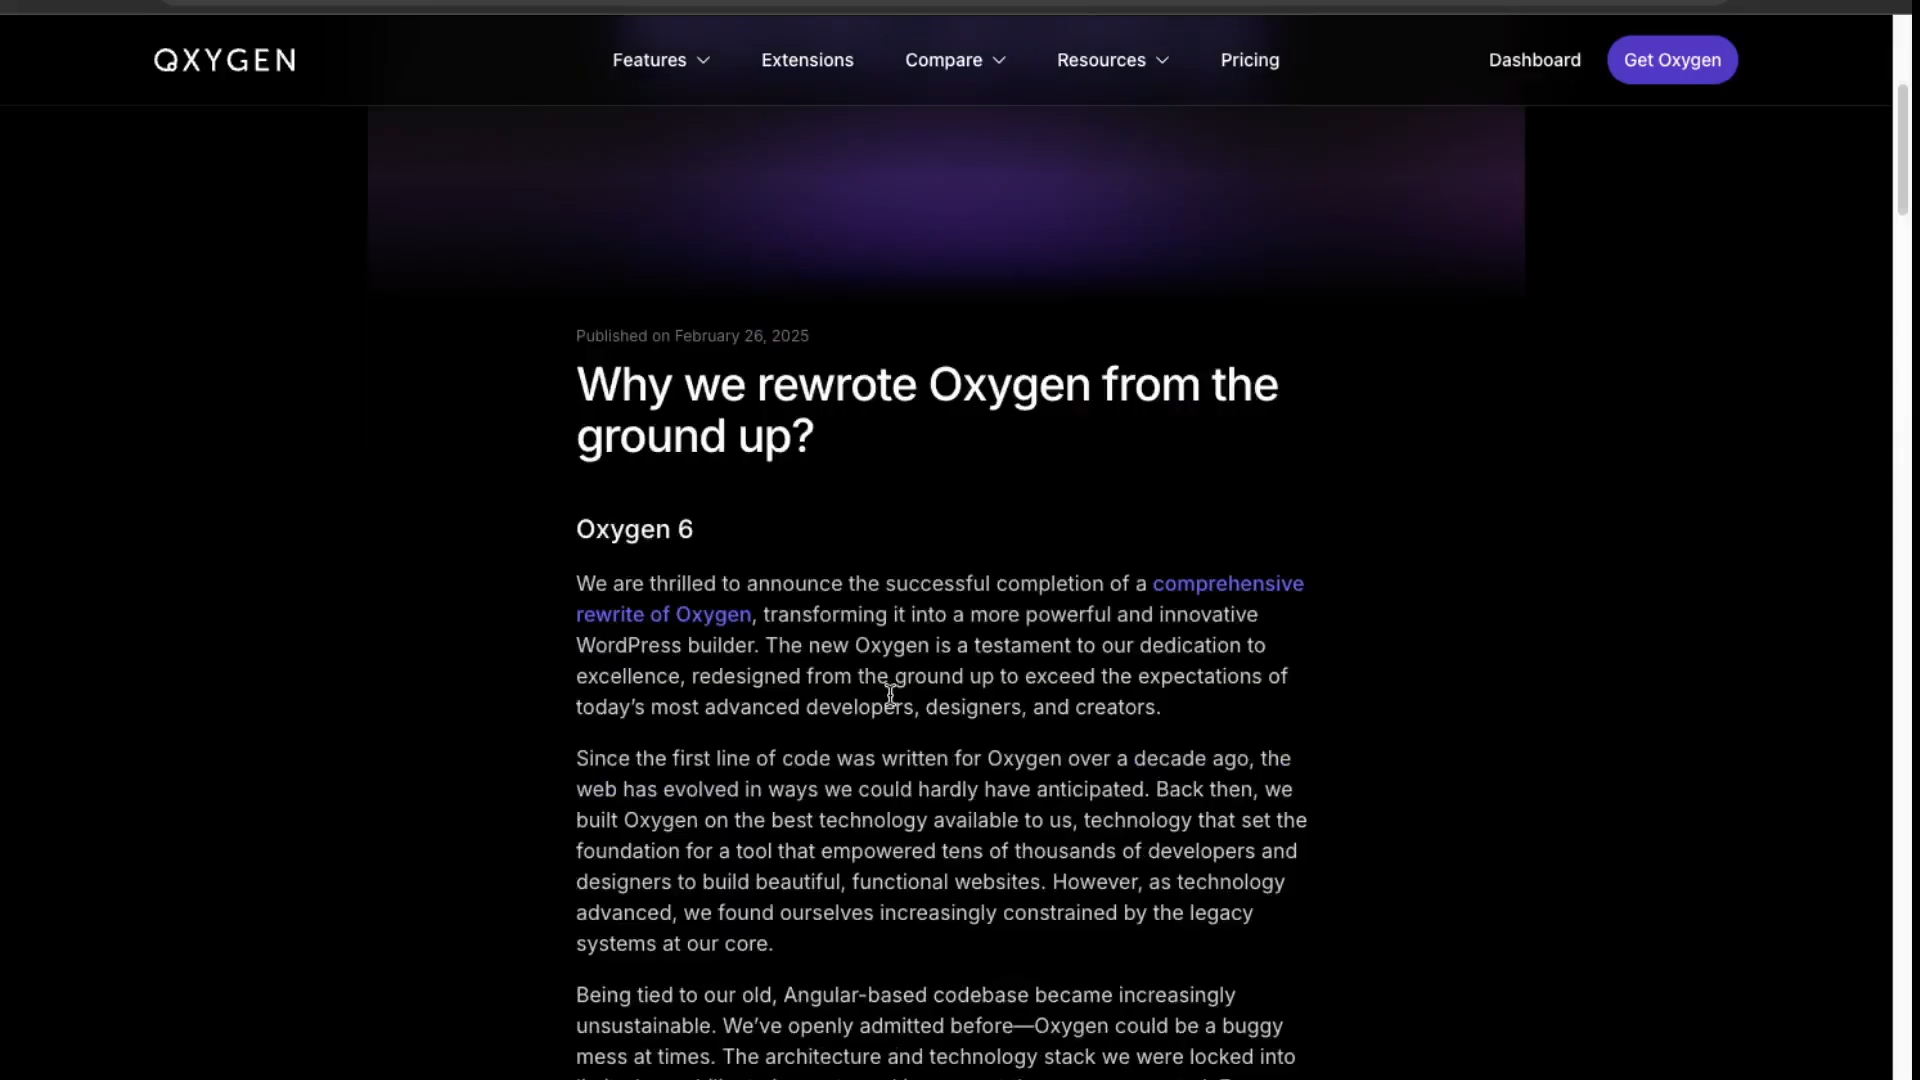 OXYGEN
Features
Extensions
Compare
Resources
Pricing
Dashboard
Get Oxygen
Published on February 26, 2025
Why we rewrote Oxygen from the
ground up?
Oxygen 6
We are thrilled to announce the successful completion of a comprehensive
rewrite of Oxygen, transforming it into a more powerful and innovative
WordPress builder. The new Oxygen is a testament to our dedication to
excellence, redesigned from the ground up to exceed the expectations of
today’s most advanced developers, designers, and creators.
Since the first line of code was written for Oxygen over a decade ago, the
web has evolved in ways we could hardly have anticipated. Back then, we
built Oxygen on the best technology available to us, technology that set the
foundation for a tool that empowered tens of thousands of developers and
designers to build beautiful, functional websites. However, as technology
advanced, we found ourselves increasingly constrained by the legacy
systems at our core.
Being tied to our old, Angular-based codebase became increasingly
unsustainable. We’ve openly admitted before—Oxygen could be a buggy
mess at times. The architecture and technology stack we were locked into